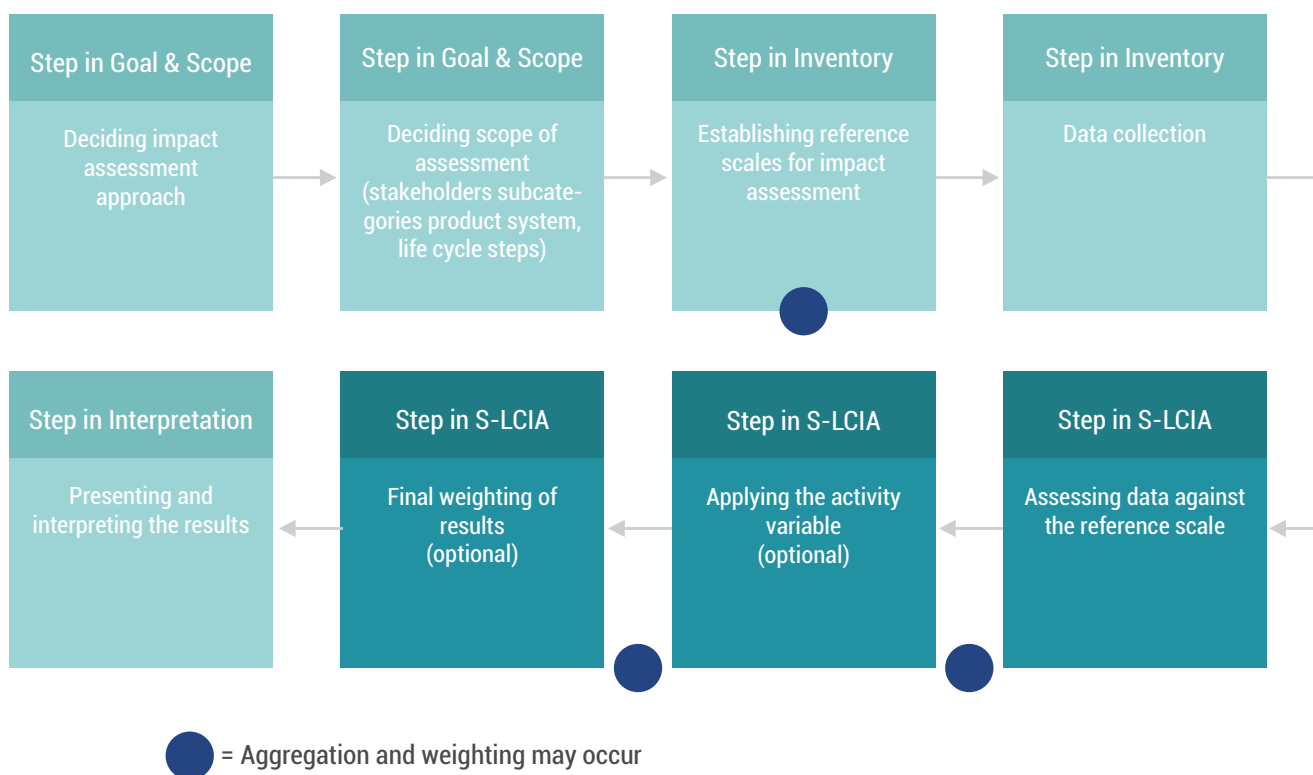 Step in Goal & Scope
Deciding impact
assessment
approach
Step in Goal & Scope
Deciding scope of
assessment
(stakeholders subcate-
gories product system,
life cycle steps)
Step in Inventory
Establishing reference
scales for impact
assessment
Step in Inventory
Data collection
Step in Interpretation
Presenting and
interpreting the results
Step in S-LCIA
Final weighting of
results
(optional)
Step in S-LCIA
Applying the activity
variable
(optional)
Step in S-LCIA
Assessing data against
the reference scale
= Aggregation and weighting may occur